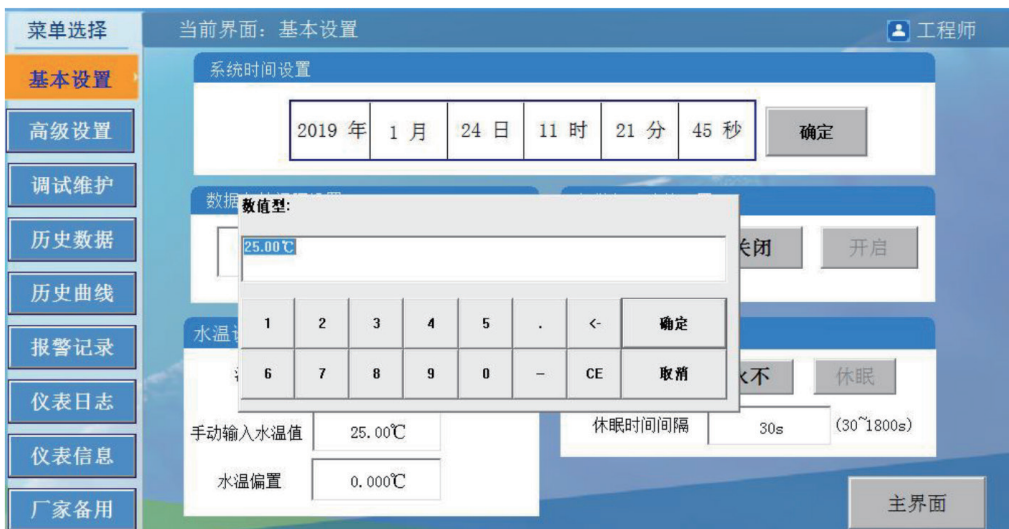 菜单选择
当前界面：基本设置
工程师
基本设置
高级设置
调试维护
历史数据
历史曲线
报警记录
仪表日志
仪表信息
厂家备用
系统时间设置
2019 年 1 月 24 日 11 时 21 分 45 秒
确定
数据
关闭
开启
数值型:
25.00℃
1 2 3 4 5 . <- 确定
6 7 8 9 0 - CE 取消
水温
不
休眠
手动输入水温值
25.00℃
休眠时间间隔
30s
(30~1800s)
水温偏置
0.000℃
主界面